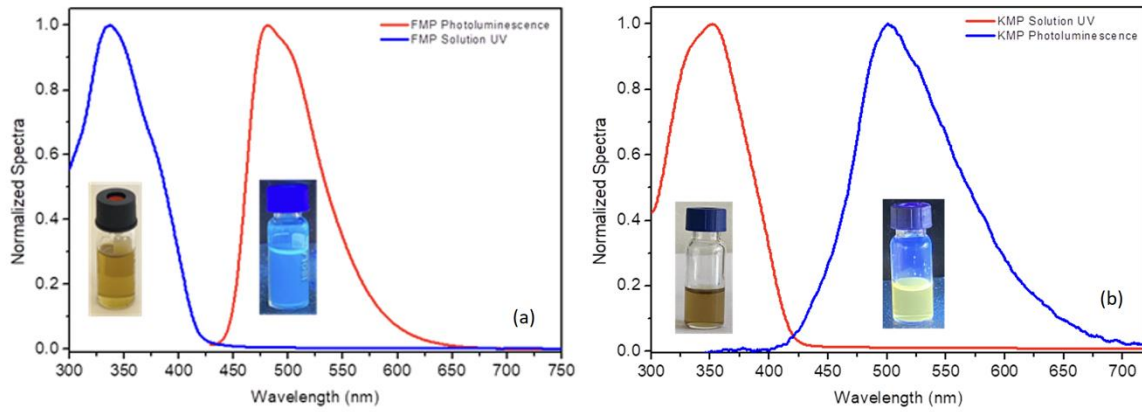 FMP Photoluminescence
FMP Solution UV
1.0
0.8
0.6
0.4
0.2
0.0
Normalized Spectra
300 350 400 450 500 550 600 650 700 750
Wavelength (nm)
(a)
KMP Solution UV
KMP Photoluminescence
1.0
0.8
0.6
0.4
0.2
0.0
Normalized Spectra
300 350 400 450 500 550 600 650 700
Wavelength (nm)
(b)